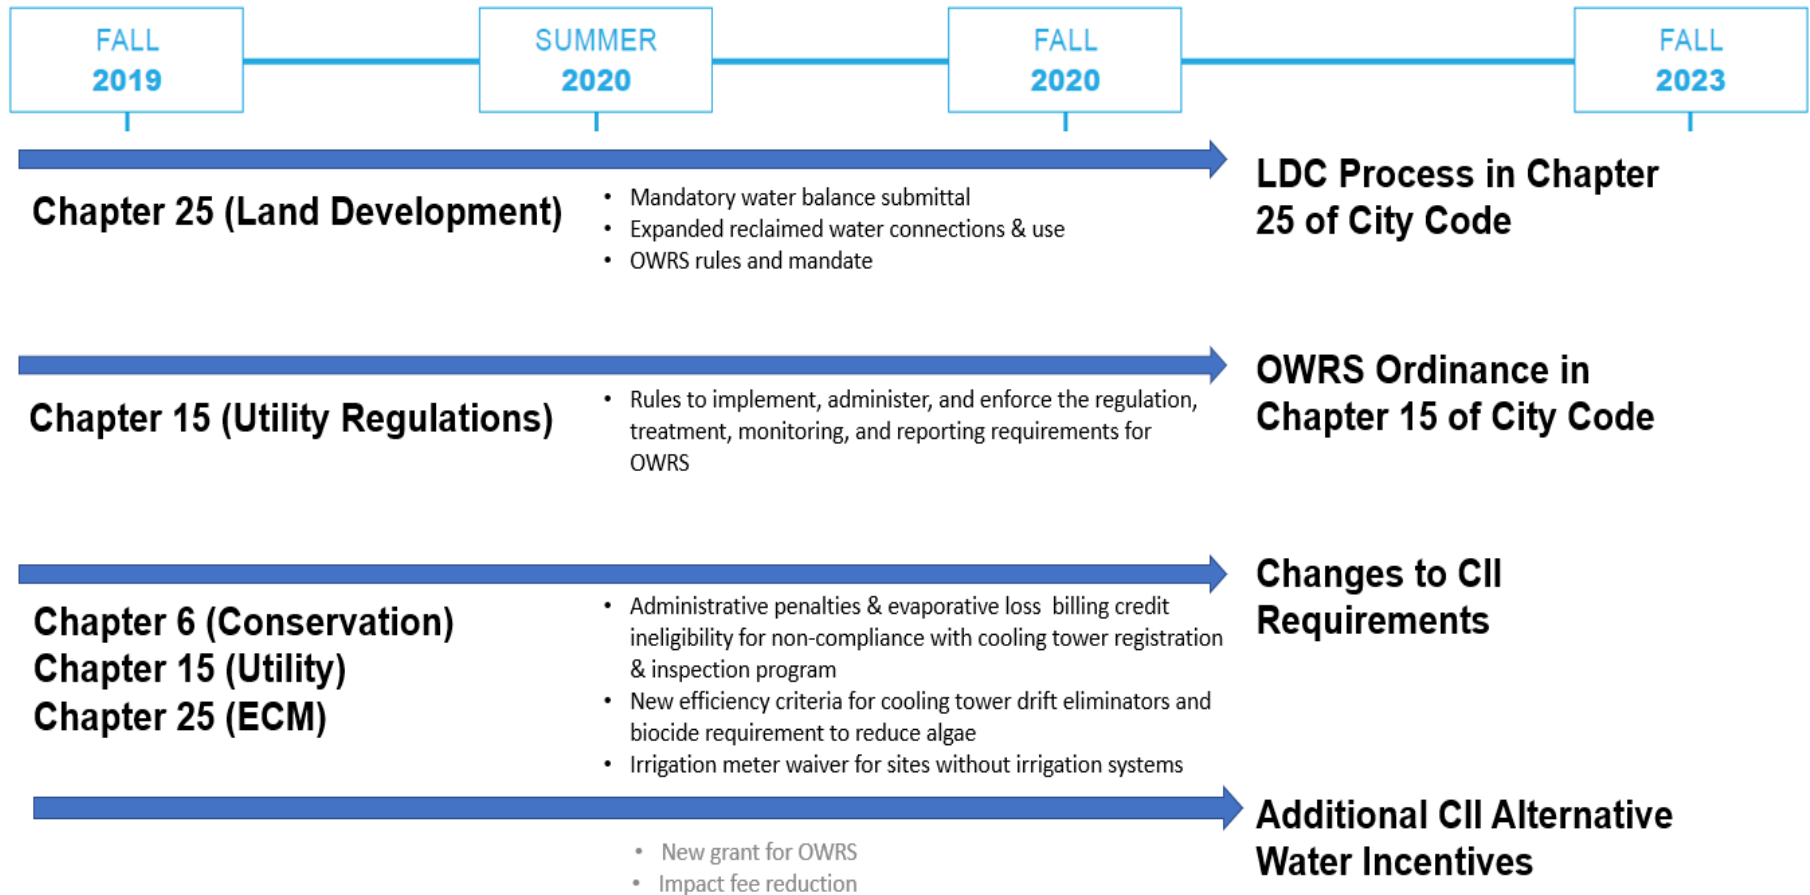 FALL
2019
SUMMER
2020
FALL
2020
FALL
2023
Chapter 25 (Land Development)
• Mandatory water balance submittal
• Expanded reclaimed water connections & use
• OWRS rules and mandate
LDC Process in Chapter
25 of City Code
Chapter 15 (Utility Regulations)
• Rules to implement, administer, and enforce the regulation,
treatment, monitoring, and reporting requirements for
OWRS
OWRS Ordinance in
Chapter 15 of City Code
Chapter 6 (Conservation)
Chapter 15 (Utility)
Chapter 25 (ECM)
• Administrative penalties & evaporative loss billing credit
ineligibility for non-compliance with cooling tower registration
& inspection program
• New efficiency criteria for cooling tower drift eliminators and
biocide requirement to reduce algae
• Irrigation meter waiver for sites without irrigation systems
Changes to CII
Requirements
• New grant for OWRS
• Impact fee reduction
Additional CII Alternative
Water Incentives